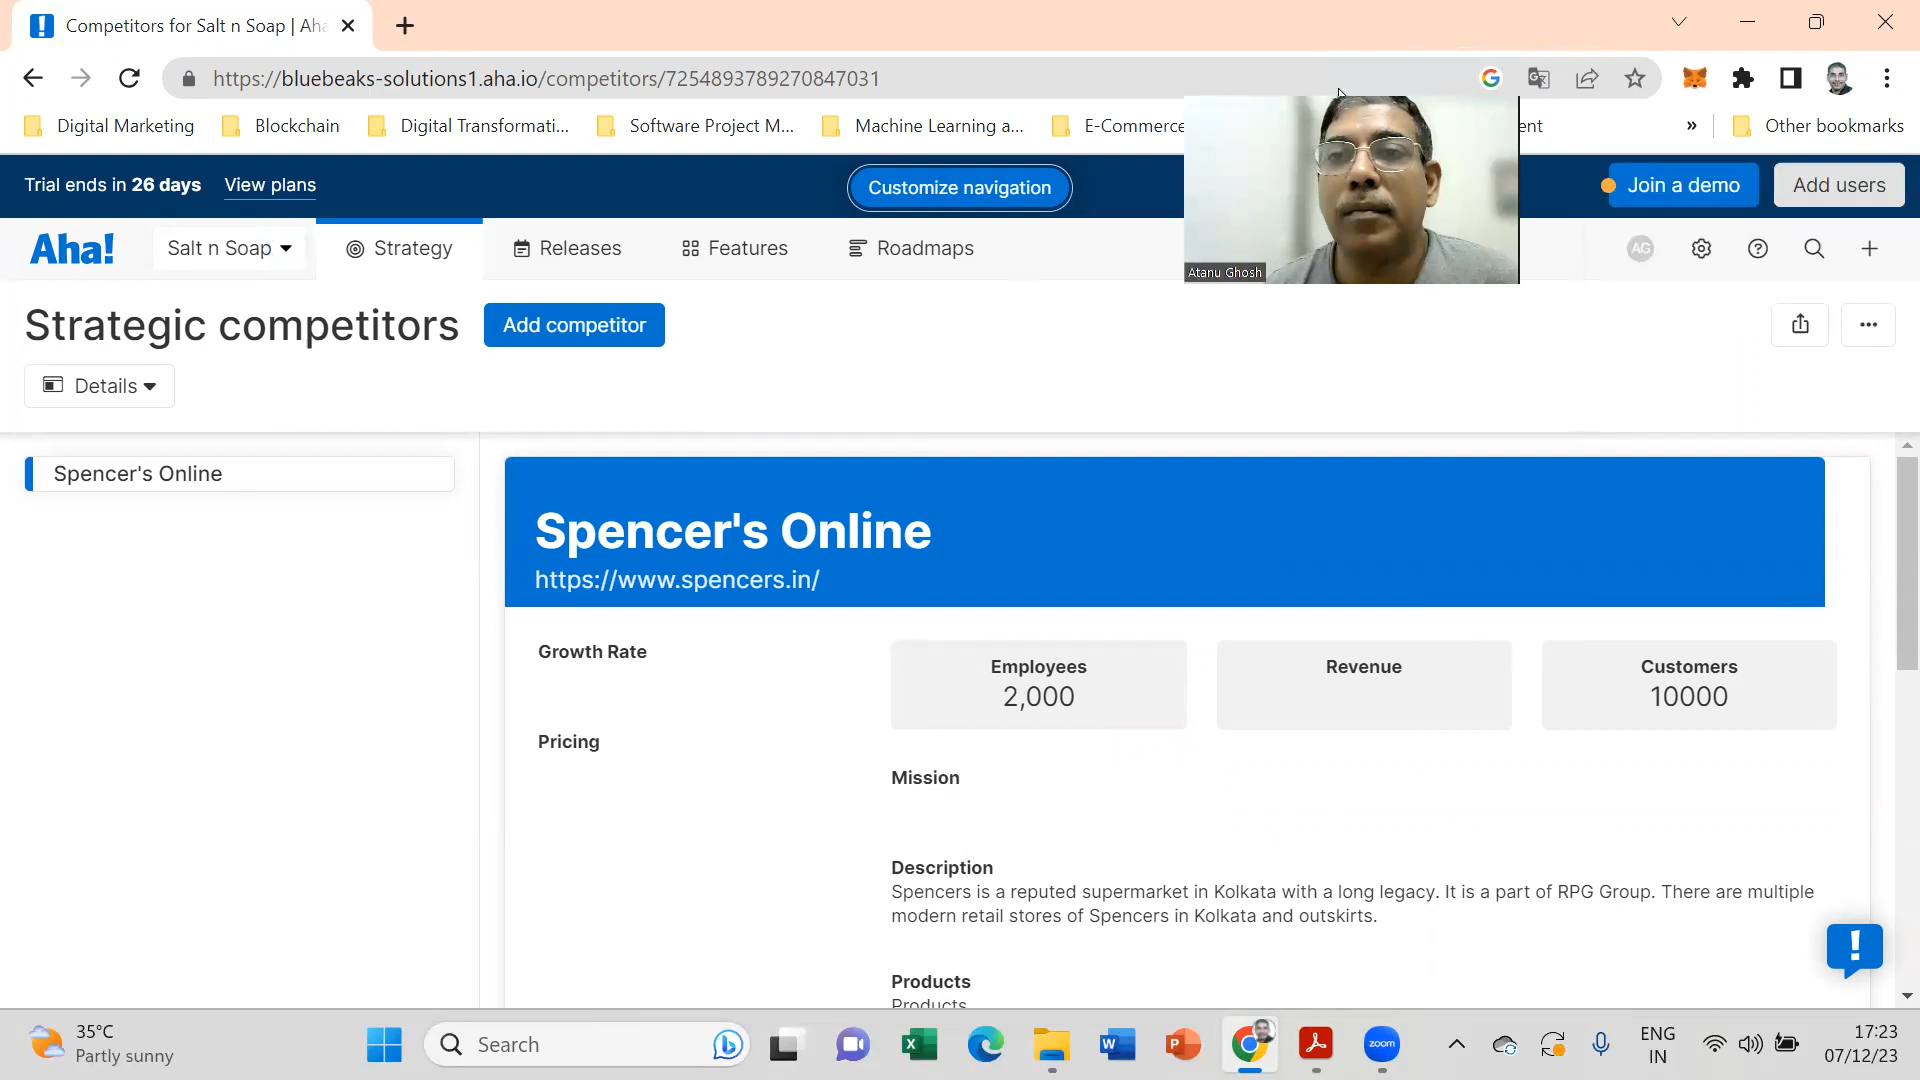 Competitors for Salt n Soap | Aha
https://bluebeaks-solutions1.aha.io/competitors/7254893789270847031
Digital Marketing
Blockchain
Digital Transformati...
Software Project M...
Machine Learning a...
E-Commerce
ent
»
Other bookmarks
Trial ends in 26 days
View plans
Customize navigation
Join a demo
Add users
Aha!
Salt n Soap
Strategy
Releases
Features
Roadmaps
AG
Atanu Ghosh
Strategic competitors
Add competitor
Details
Spencer's Online
Spencer's Online
https://www.spencers.in/
Growth Rate
Employees
2,000
Revenue
Customers
10000
Pricing
Mission
Description
Spencers is a reputed supermarket in Kolkata with a long legacy. It is a part of RPG Group. There are multiple
modern retail stores of Spencers in Kolkata and outskirts.
Products
Products
35°C
Partly sunny
Search
zoom
ENG
IN
17:23
07/12/23